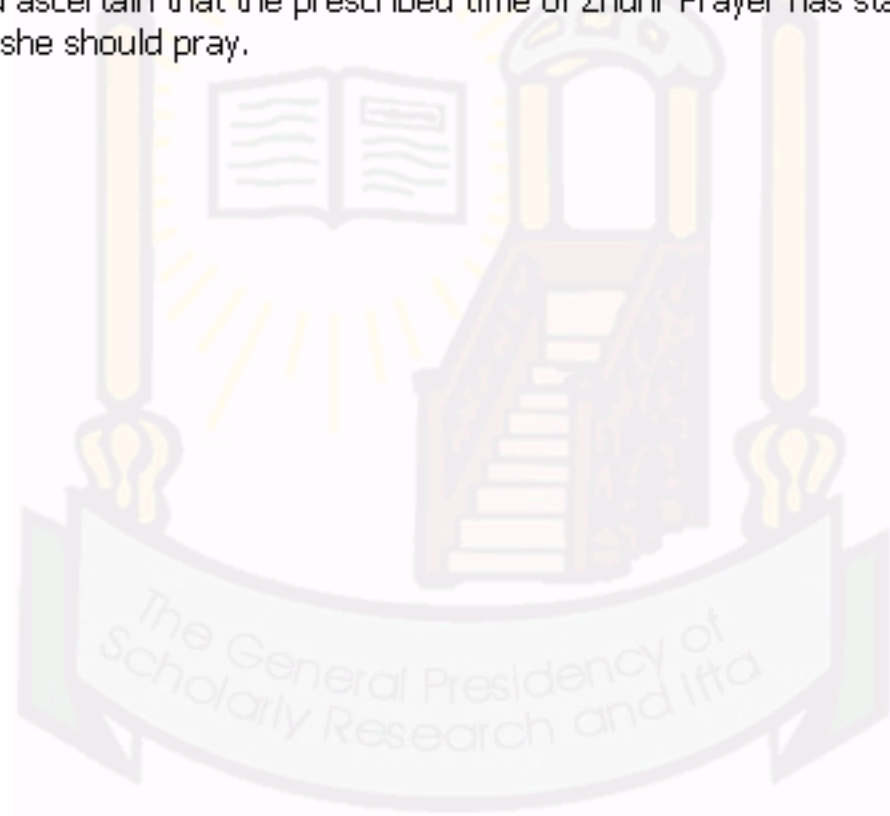 ascertain that the prescribed time of Zhuhr Prayer has
she should pray.
The General Presidency of
Scholarly Research and Ifta